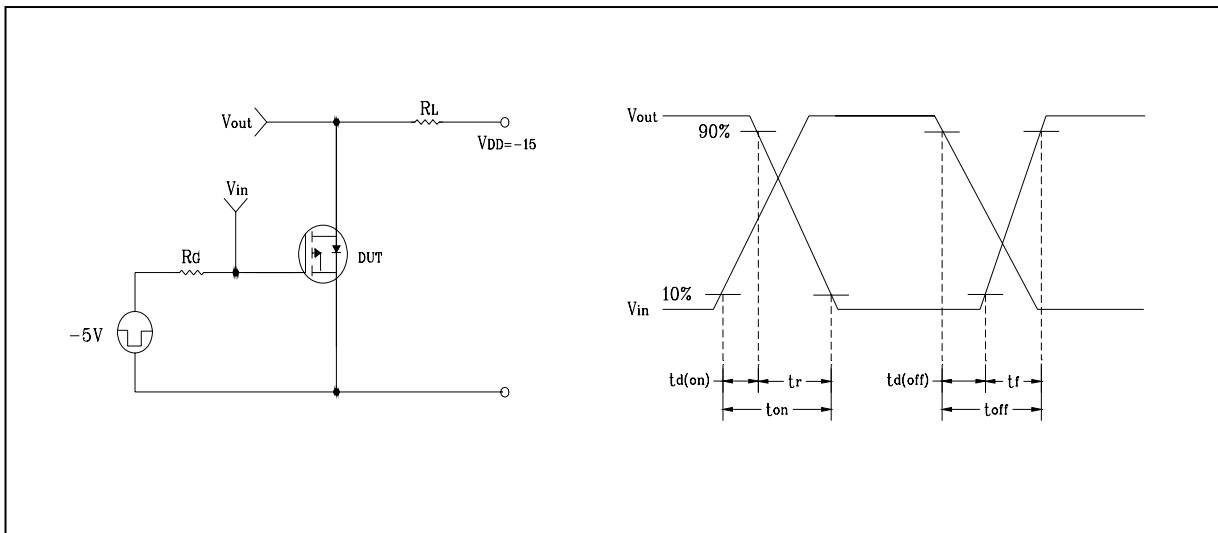 Vout
RL
VDD=-15
Vin
RG
DUT
-5V
Vout
90%
10%
Vin
td(on)
tr
td(off)
tf
ton
toff